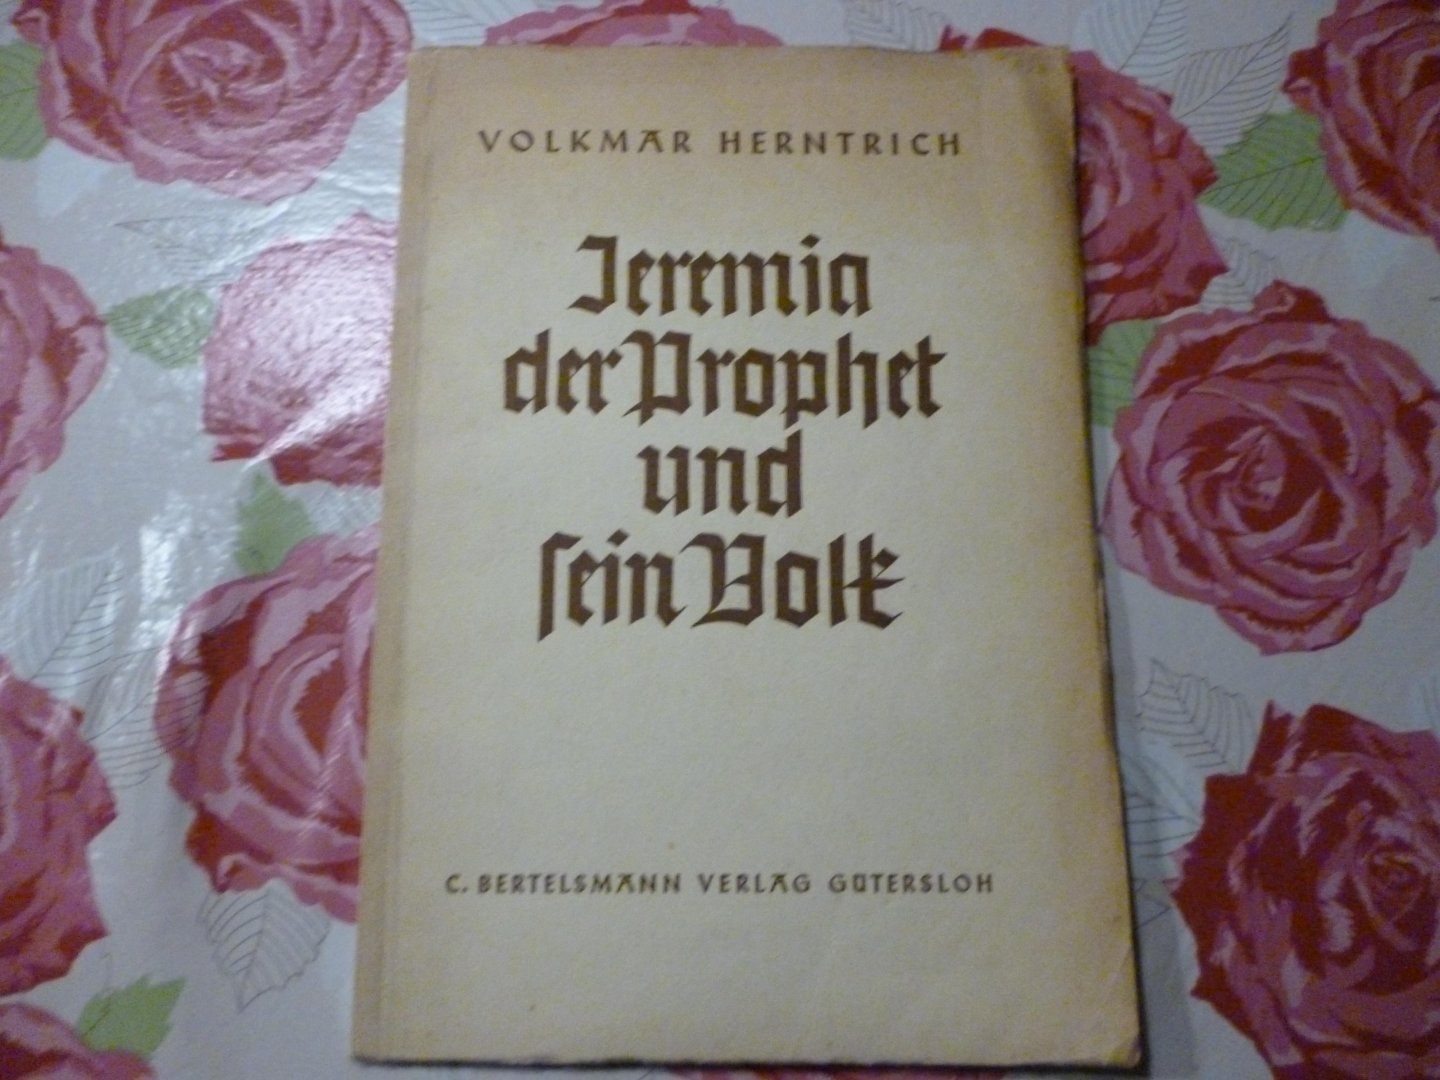 VOLKMAR HERNTRICH
Jeremia
der Prophet
und
sein Volk
C. BERTELSMANN VERLAG GÜTERSLOH